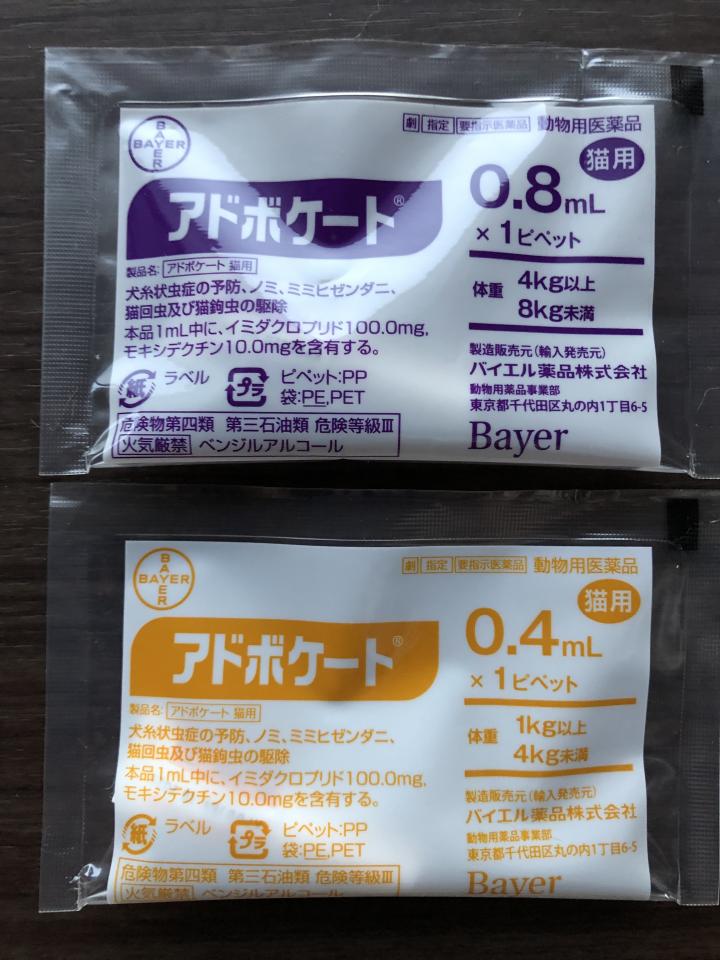 BAYER
BAYER
劇 指定 要指示医薬品 動物用医薬品
猫用
アドボケート®
0.8mL
×1ピペット
製品名: アドボケート 猫用
犬糸状虫症の予防、ノミ、ミミヒゼンダニ、
猫回虫及び猫鉤虫の駆除
本品1mL中に、イミダクロプリド100.0mg,
モキシデクチン10.0mgを含有する。
体重 4kg以上
8kg未満
紙 ラベル プラ ピペット:PP
袋:PE,PET
危険物第四類 第三石油類 危険等級Ⅲ
火気厳禁 ベンジルアルコール
製造販売元(輸入発売元)
バイエル薬品株式会社
動物用薬品事業部
東京都千代田区丸の内1丁目6-5
Bayer
BAYER
BAYER
劇 指定 要指示医薬品 動物用医薬品
猫用
アドボケート®
0.4mL
×1ピペット
製品名: アドボケート 猫用
犬糸状虫症の予防、ノミ、ミミヒゼンダニ、
猫回虫及び猫鉤虫の駆除
本品1mL中に、イミダクロプリド100.0mg,
モキシデクチン10.0mgを含有する。
体重 1kg以上
4kg未満
紙 ラベル プラ ピペット:PP
袋:PE,PET
危険物第四類 第三石油類 危険等級Ⅲ
火気厳禁 ベンジルアルコール
製造販売元(輸入発売元)
バイエル薬品株式会社
動物用薬品事業部
東京都千代田区丸の内1丁目6-5
Bayer